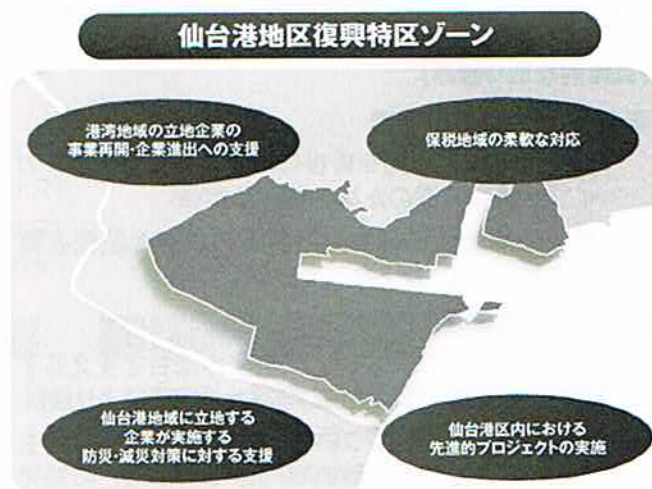 仙台港地区復興特区ゾーン
港湾地域の立地企業の
事業再開・企業進出への支援
保税地域の柔軟な対応
仙台港地域に立地する
企業が実施する
防災・減災対策に対する支援
仙台港区内における
先進的プロジェクトの実施